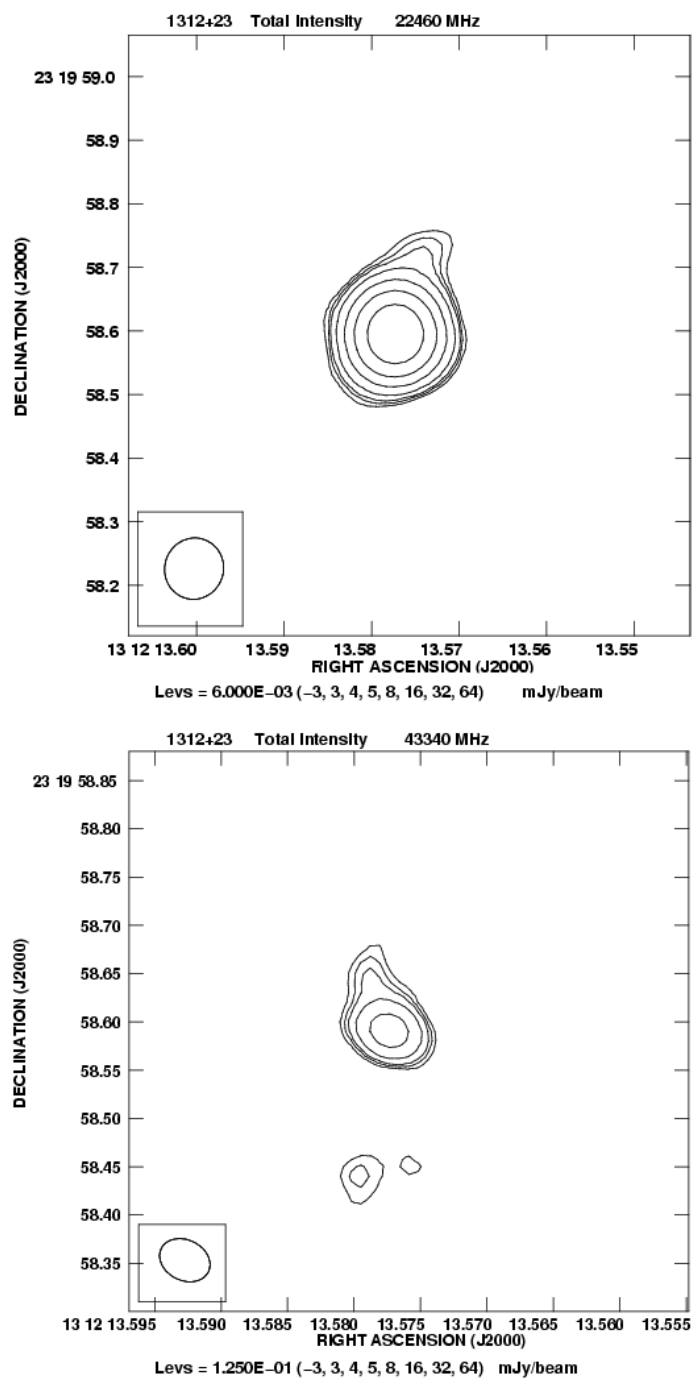 1312+23 Total Intensity 22460 MHz
23 19 59.0
58.9
58.8
58.7
58.6
58.5
58.4
58.3
58.2
DECLINATION (J2000)
13 12 13.60 13.59 13.58 13.57 13.56 13.55
RIGHT ASCENSION (J2000)
Levs = 6.000E−03 (−3, 3, 4, 5, 8, 16, 32, 64) mJy/beam
1312+23 Total Intensity 43340 MHz
23 19 58.85
58.80
58.75
58.70
58.65
58.60
58.55
58.50
58.45
58.40
58.35
DECLINATION (J2000)
13 12 13.595 13.590 13.585 13.580 13.575 13.570 13.565 13.560 13.555
RIGHT ASCENSION (J2000)
Levs = 1.250E−01 (−3, 3, 4, 5, 8, 16, 32, 64) mJy/beam